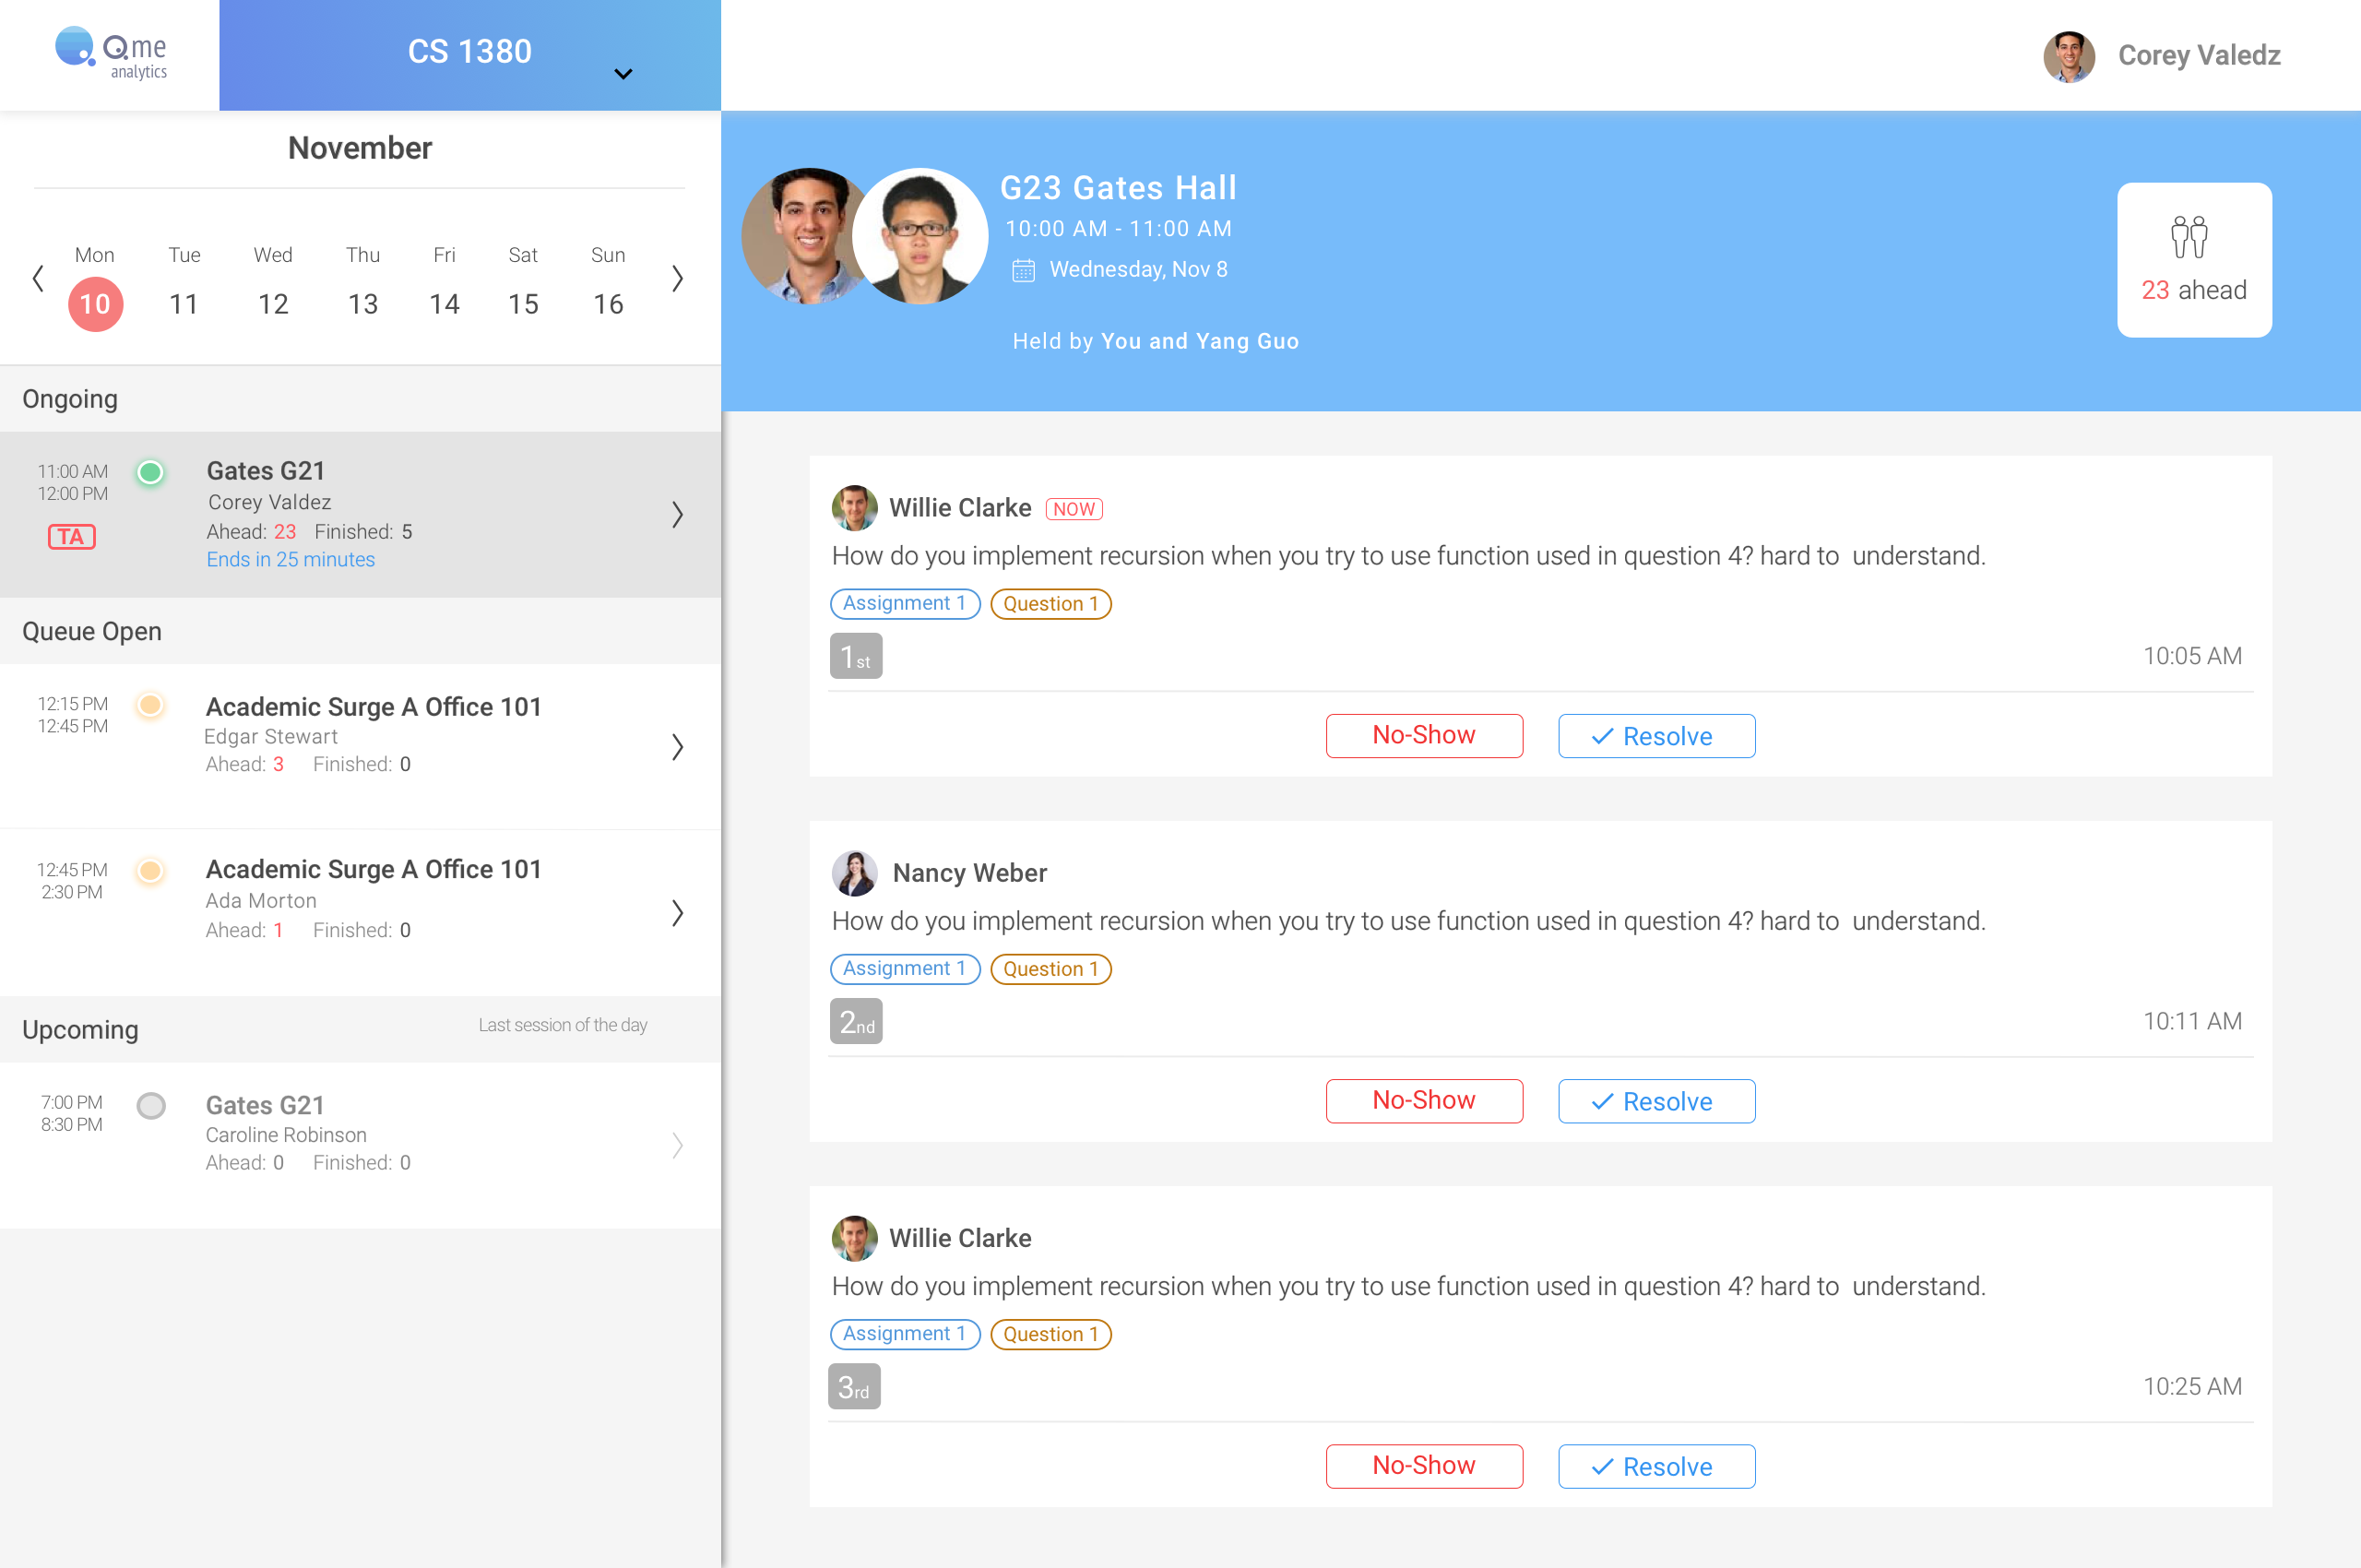 Qme
analytics
CS 1380
Corey Valedz
November
Mon Tue Wed Thu Fri Sat Sun
10 11 12 13 14 15 16
Ongoing
11:00 AM
12:00 PM
TA
Gates G21
Corey Valdez
Ahead: 23 Finished: 5
Ends in 25 minutes
Queue Open
12:15 PM
12:45 PM
Academic Surge A Office 101
Edgar Stewart
Ahead: 3 Finished: 0
12:45 PM
2:30 PM
Academic Surge A Office 101
Ada Morton
Ahead: 1 Finished: 0
Upcoming
Last session of the day
7:00 PM
8:30 PM
Gates G21
Caroline Robinson
Ahead: 0 Finished: 0
G23 Gates Hall
10:00 AM - 11:00 AM
Wednesday, Nov 8
Held by You and Yang Guo
23 ahead
Willie Clarke NOW
How do you implement recursion when you try to use function used in question 4? hard to  understand.
Assignment 1 Question 1
1st 10:05 AM
No-Show Resolve
Nancy Weber
How do you implement recursion when you try to use function used in question 4? hard to  understand.
Assignment 1 Question 1
2nd 10:11 AM
No-Show Resolve
Willie Clarke
How do you implement recursion when you try to use function used in question 4? hard to  understand.
Assignment 1 Question 1
3rd 10:25 AM
No-Show Resolve